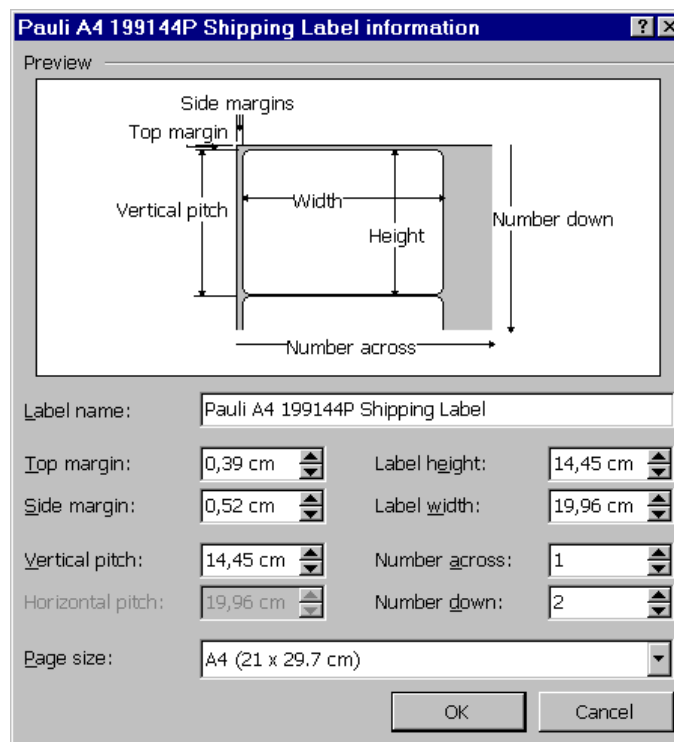 Pauli A4 199144P Shipping Label information
Preview
Side margins
Top margin
Vertical pitch
Width
Height
Number down
Number across
Label name: Pauli A4 199144P Shipping Label
Top margin: 0,39 cm Label height: 14,45 cm
Side margin: 0,52 cm Label width: 19,96 cm
Vertical pitch: 14,45 cm Number across: 1
Horizontal pitch: 19,96 cm Number down: 2
Page size: A4 (21 x 29.7 cm)
OK Cancel